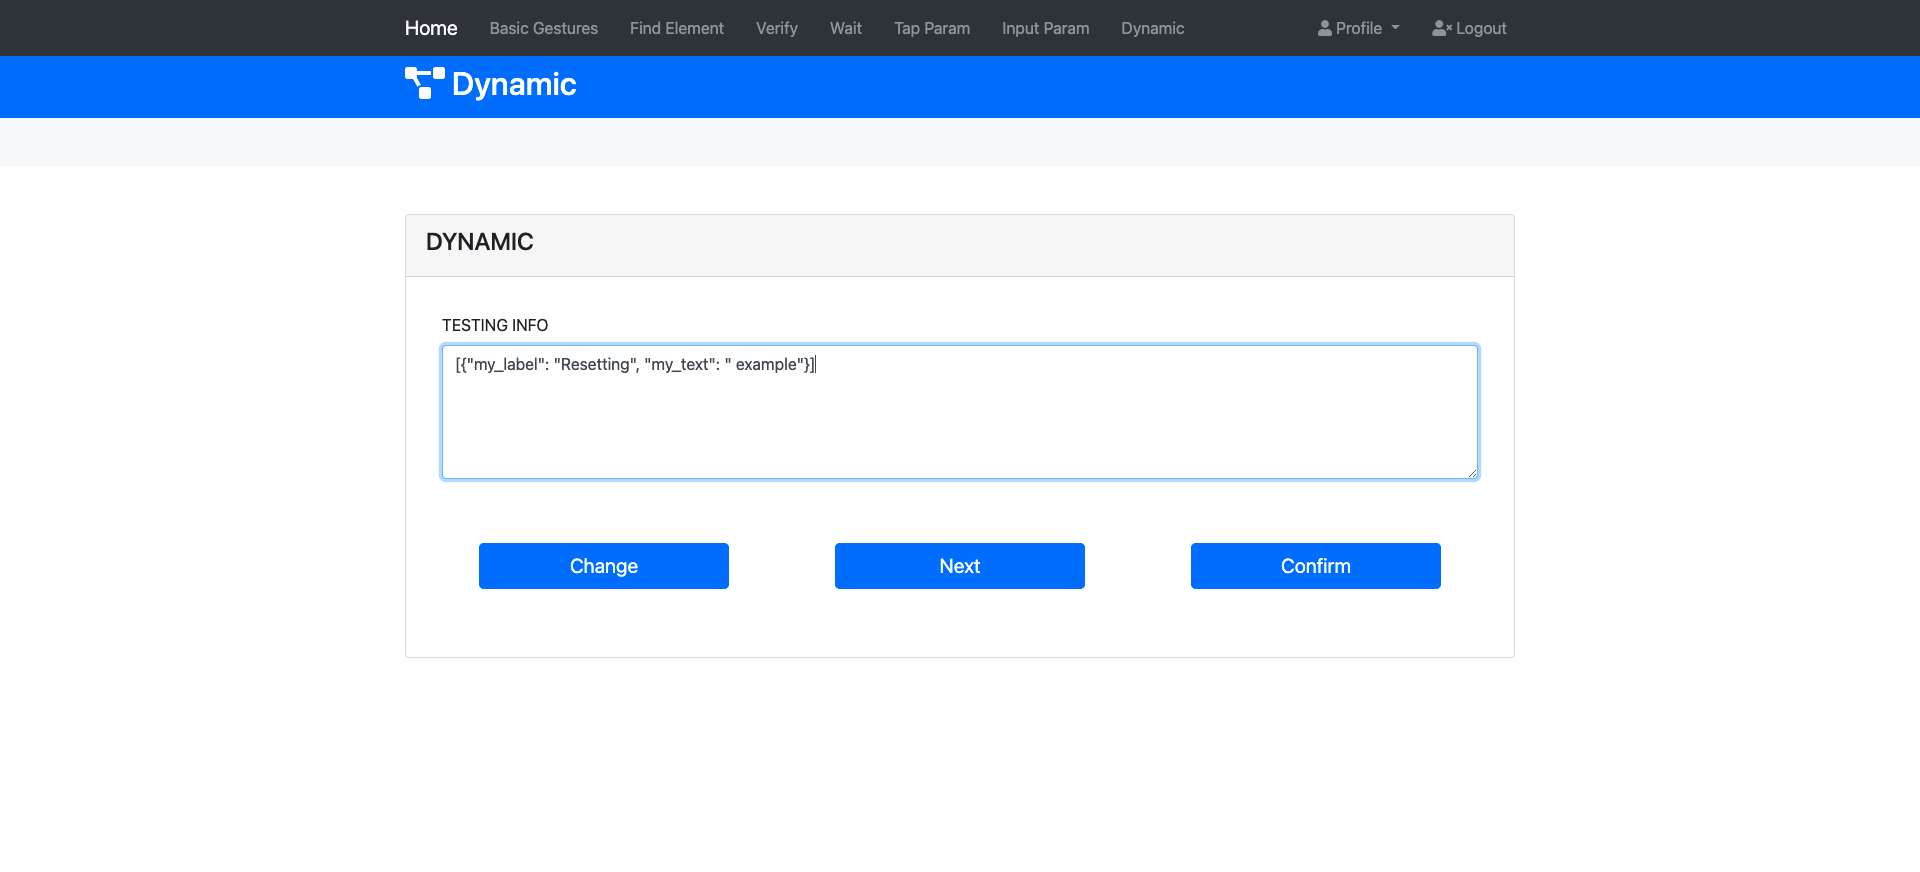 Home Basic Gestures Find Element Verify Wait Tap Param Input Param Dynamic Profile Logout
Dynamic
DYNAMIC
TESTING INFO
[{"my_label": "Resetting", "my_text": " example"}]
Change Next Confirm